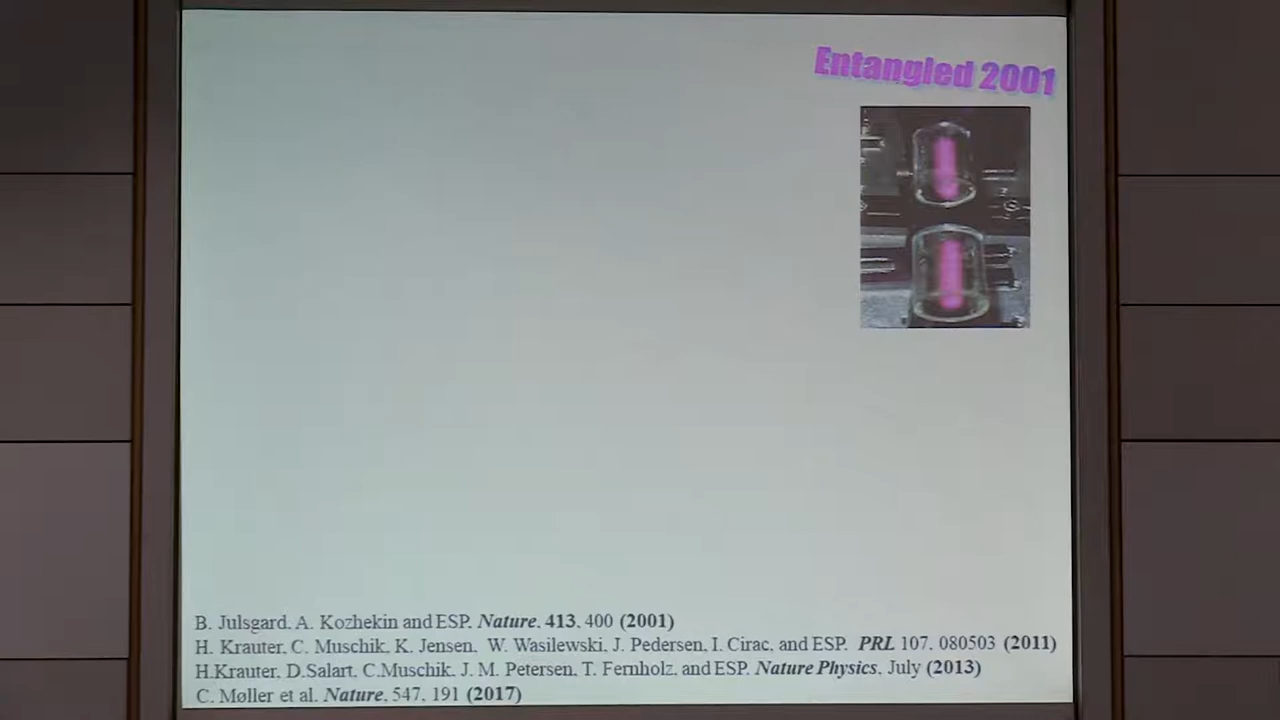 Entangled 2001
B. Julsgard, A. Kozhekin and ESP. Nature, 413, 400 (2001)
H. Krauter, C. Muschik, K. Jensen, W. Wasilewski, J. Pedersen, I. Cirac, and ESP. PRL 107, 080503 (2011)
H.Krauter, D.Salart, C.Muschik, J. M. Petersen, T. Fernholz, and ESP. Nature Physics, July (2013)
C. Møller et al. Nature, 547, 191 (2017)